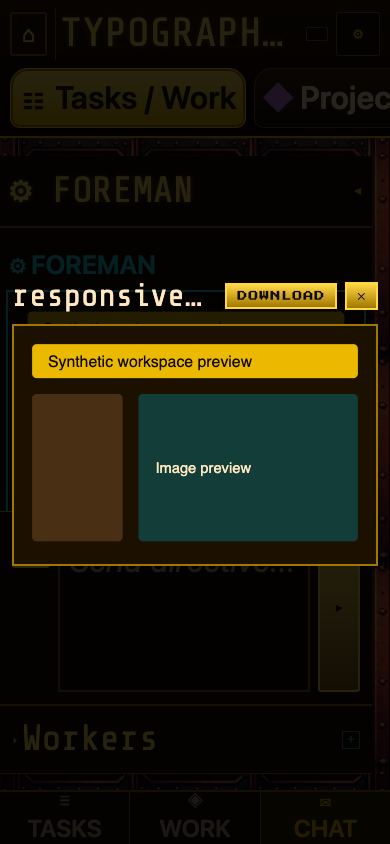 TYPOGRAPH…
Tasks / Work
Projec
FOREMAN
FOREMAN
responsive…
DOWNLOAD
Synthetic workspace preview
Image preview
Send directive...
Workers
TASKS
WORK
CHAT